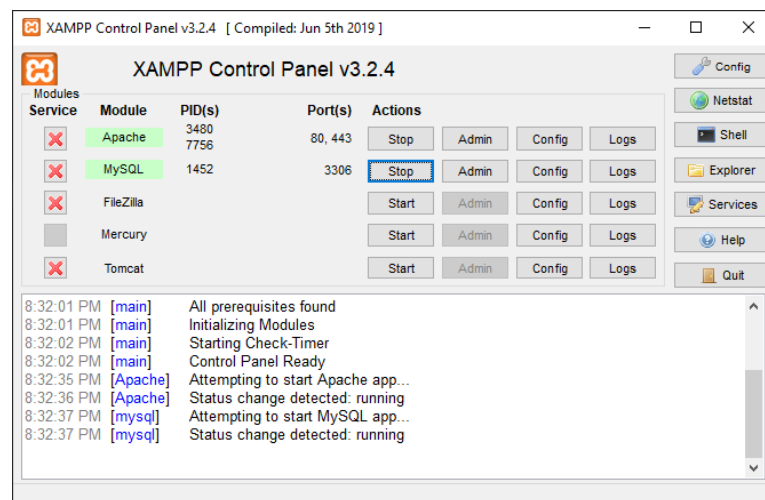 XAMPP Control Panel v3.2.4 [ Compiled: Jun 5th 2019 ]
XAMPP Control Panel v3.2.4
Config
Modules
Service Module PID(s) Port(s) Actions
Netstat
Apache 3480 7756 80, 443 Stop Admin Config Logs
Shell
MySQL 1452 3306 Stop Admin Config Logs
Explorer
FileZilla Start Admin Config Logs
Services
Mercury Start Admin Config Logs
Help
Tomcat Start Admin Config Logs
Quit
8:32:01 PM [main] All prerequisites found
8:32:01 PM [main] Initializing Modules
8:32:02 PM [main] Starting Check-Timer
8:32:02 PM [main] Control Panel Ready
8:32:35 PM [Apache] Attempting to start Apache app...
8:32:36 PM [Apache] Status change detected: running
8:32:37 PM [mysql] Attempting to start MySQL app...
8:32:37 PM [mysql] Status change detected: running